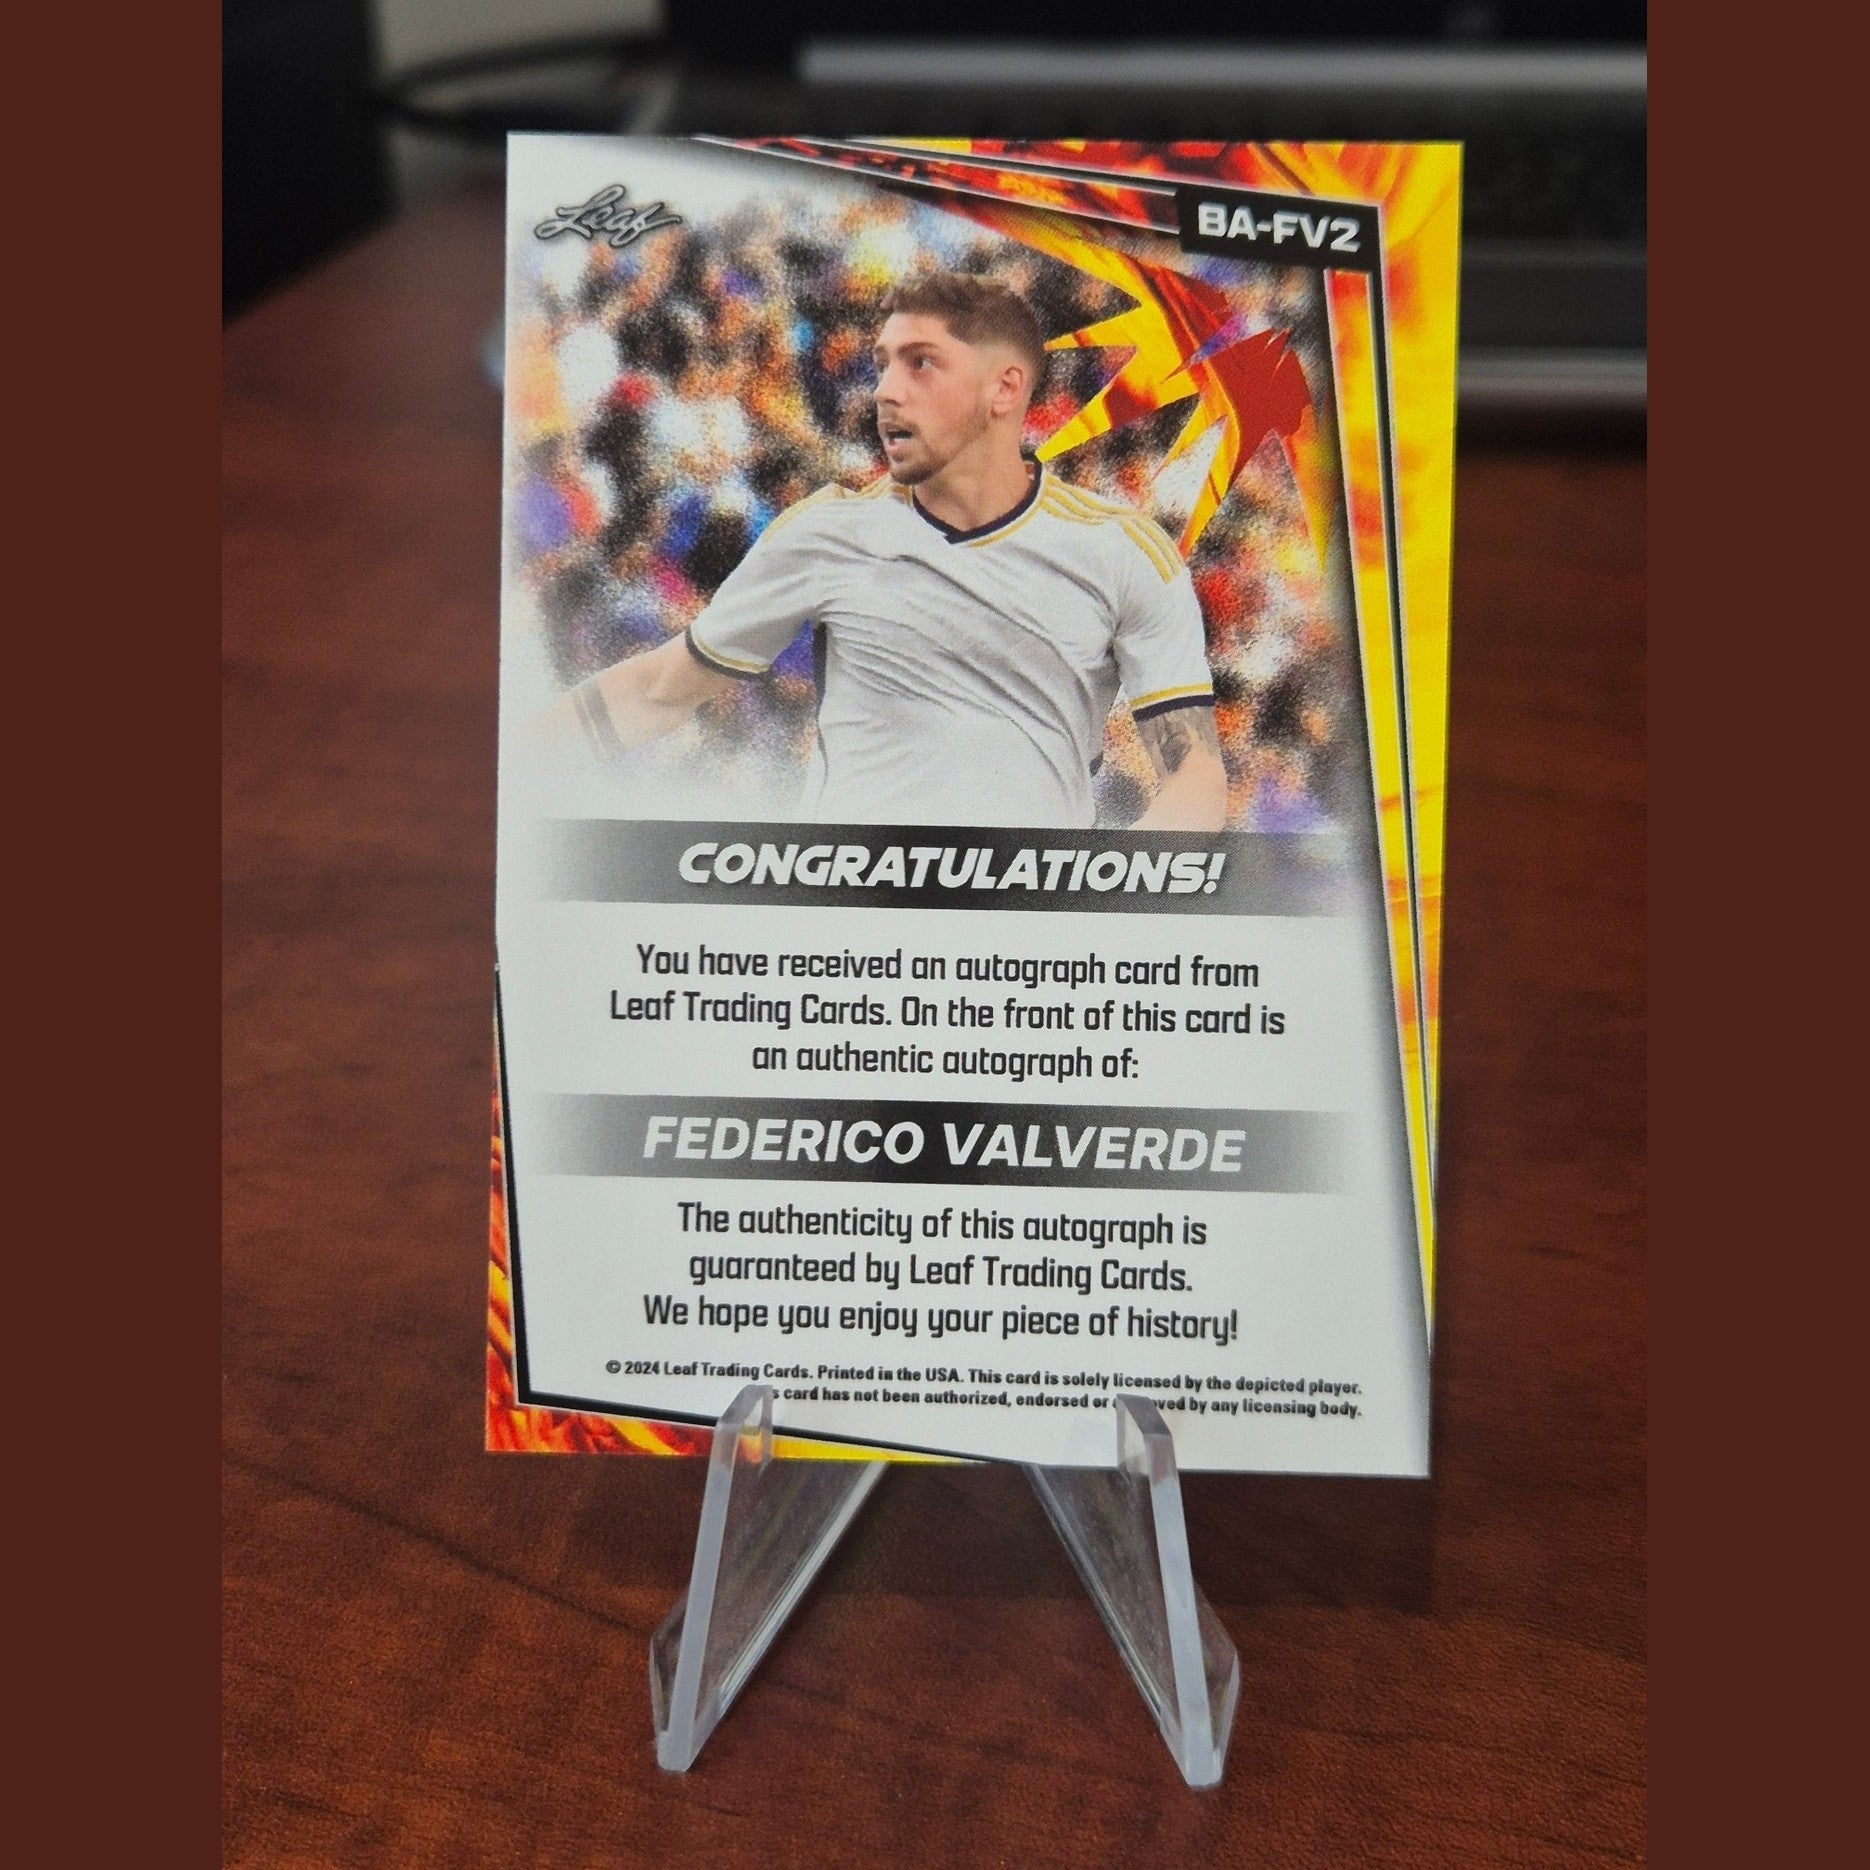 Leaf
BA-FV2
CONGRATULATIONS!
You have received an autograph card from
Leaf Trading Cards. On the front of this card is
an authentic autograph of:
FEDERICO VALVERDE
The authenticity of this autograph is
guaranteed by Leaf Trading Cards.
We hope you enjoy your piece of history!
© 2024 Leaf Trading Cards. Printed in the USA. This card is solely licensed by the depicted player.
card has not been authorized, endorsed or by any licensing body.